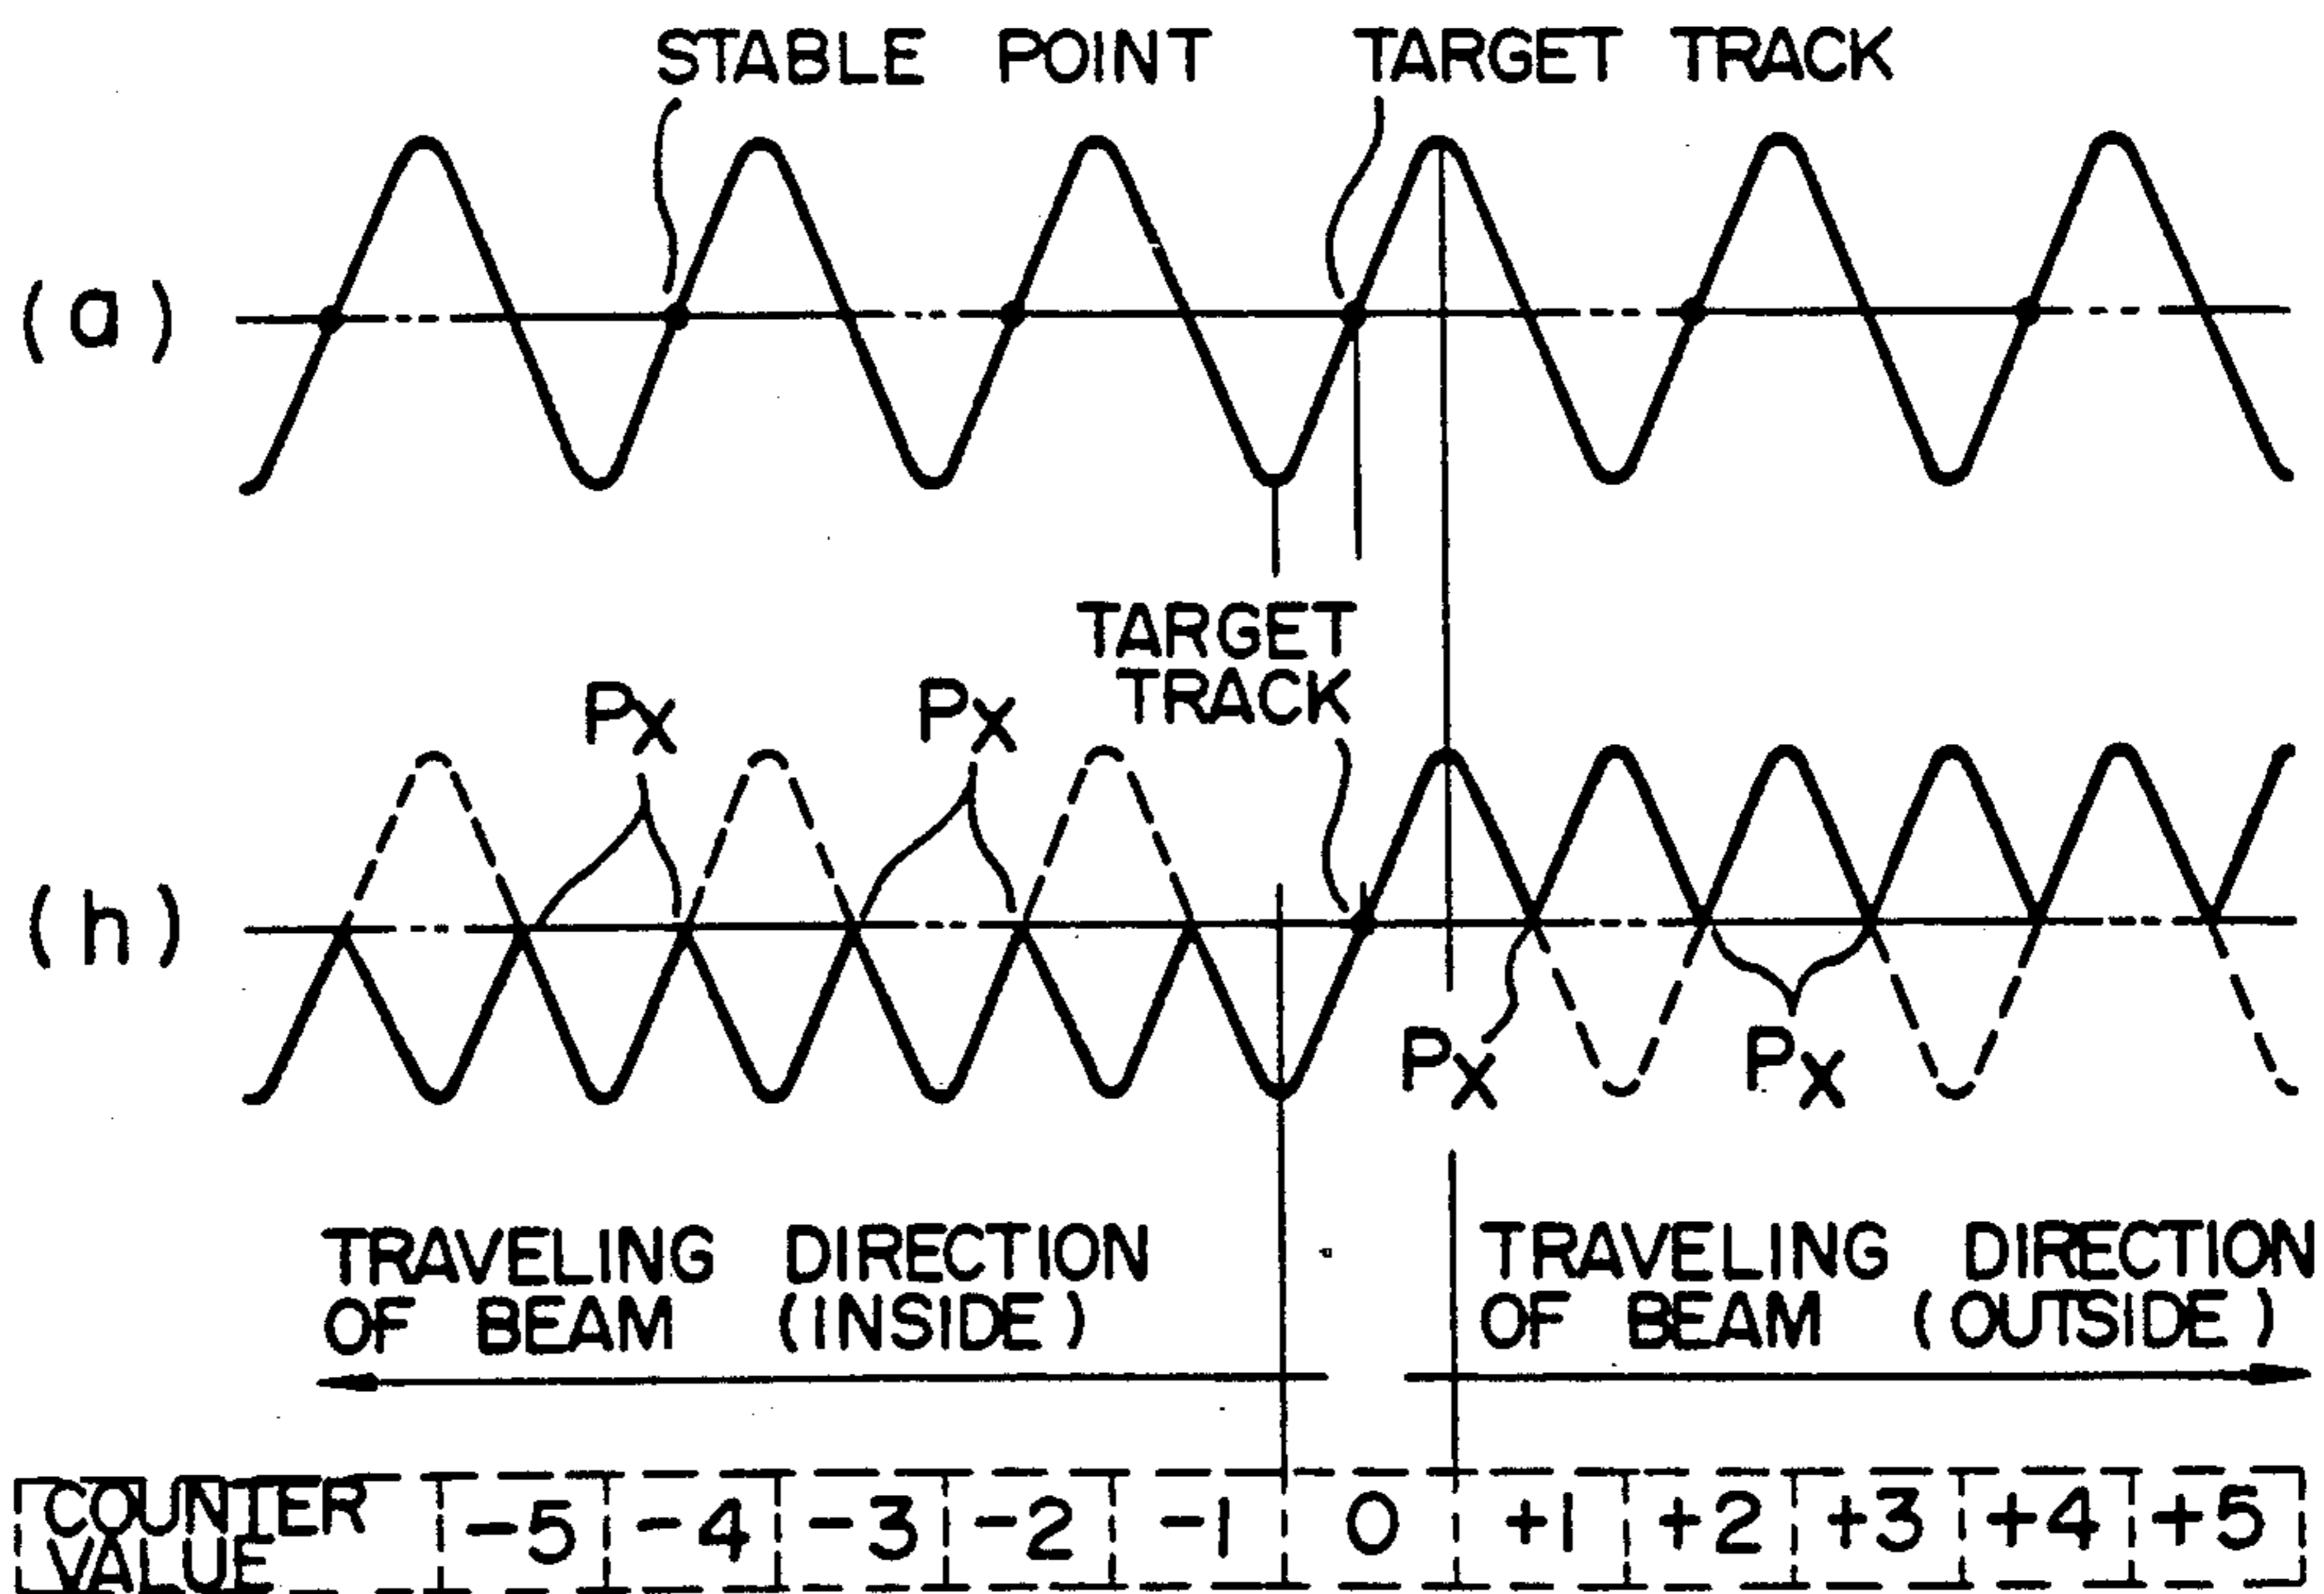 STABLE POINT
TARGET TRACK
(a)
TARGET
TRACK
Px
Px
(h)
Px
Px
TRAVELING DIRECTION
OF BEAM (INSIDE)
TRAVELING DIRECTION
OF BEAM (OUTSIDE)
COUNTER
VALUE
-5 -4 -3 -2 -1 0 +1 +2 +3 +4 +5